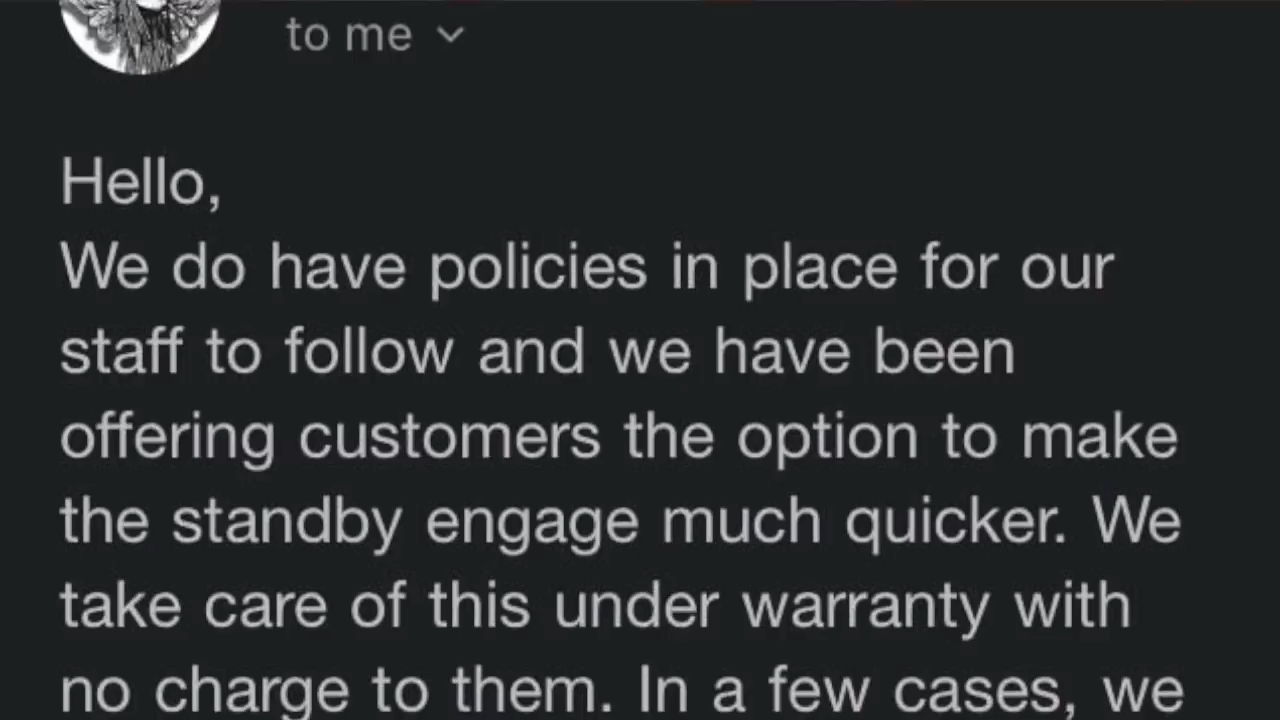 to me
Hello,
We do have policies in place for our
staff to follow and we have been
offering customers the option to make
the standby engage much quicker. We
take care of this under warranty with
no charge to them. In a few cases, we